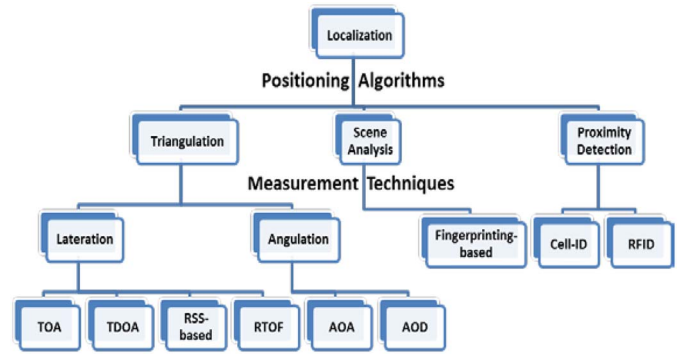 Localization
Positioning Algorithms
Triangulation
Scene
Analysis
Proximity
Detection
Measurement Techniques
Lateration
Angulation
Fingerprinting-
based
Cell-ID
RFID
TOA
TDOA
RSS-
based
RTOF
AOA
AOD